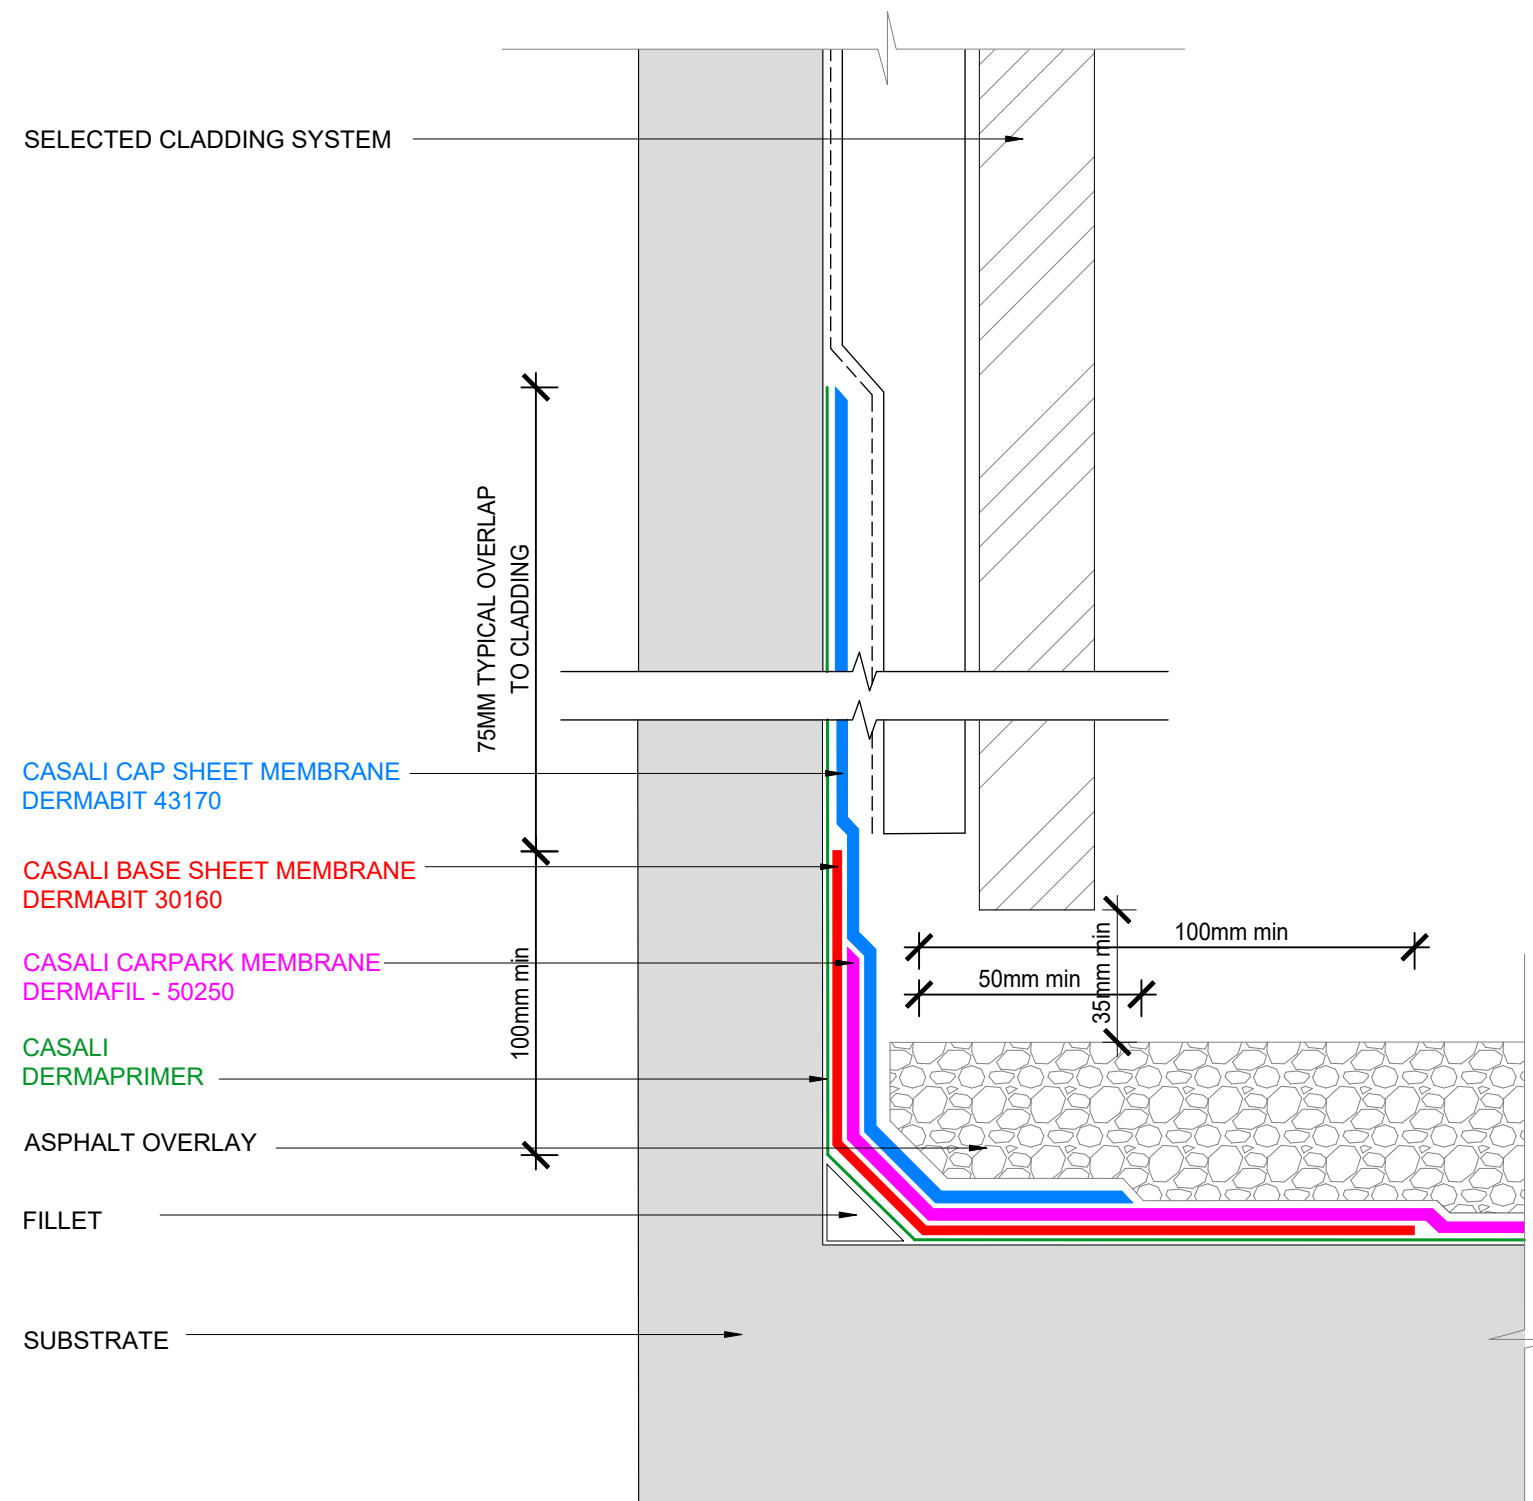 SELECTED CLADDING SYSTEM
75MM TYPICAL OVERLAP
TO CLADDING
CASALI CAP SHEET MEMBRANE
DERMABIT 43170
CASALI BASE SHEET MEMBRANE
DERMABIT 30160
100mm min
50mm min
35mm min
CASALI CARPARK MEMBRANE
DERMAFIL - 50250
100mm min
CASALI
DERMAPRIMER
ASPHALT OVERLAY
FILLET
SUBSTRATE